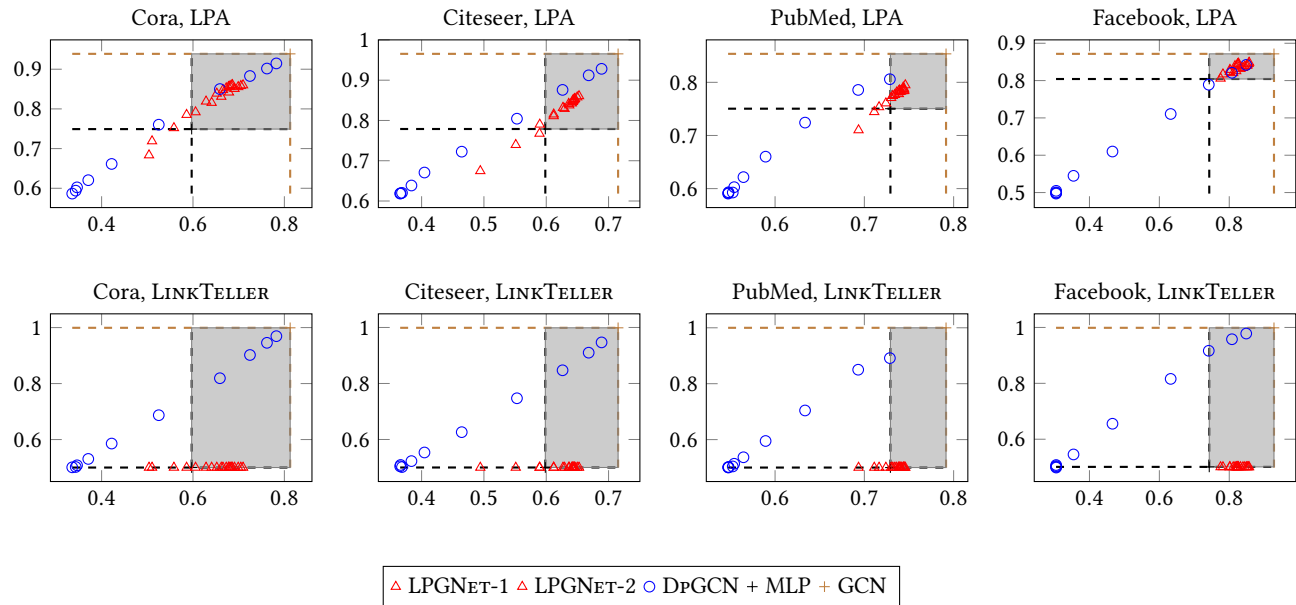 Cora, LPA
Citeseer, LPA
PubMed, LPA
Facebook, LPA
0.9
0.8
0.7
0.6
0.4 0.6 0.8
1
0.9
0.8
0.7
0.6
0.4 0.5 0.6 0.7
0.8
0.7
0.6
0.6 0.7 0.8
0.9
0.8
0.7
0.6
0.5
0.4 0.6 0.8
Cora, LINKTELLER
Citeseer, LINKTELLER
PubMed, LINKTELLER
Facebook, LINKTELLER
1
0.8
0.6
0.4 0.6 0.8
1
0.8
0.6
0.4 0.5 0.6 0.7
1
0.8
0.6
0.6 0.7 0.8
1
0.8
0.6
0.4 0.6 0.8
LPGNET-1 LPGNET-2 DPGCN + MLP GCN